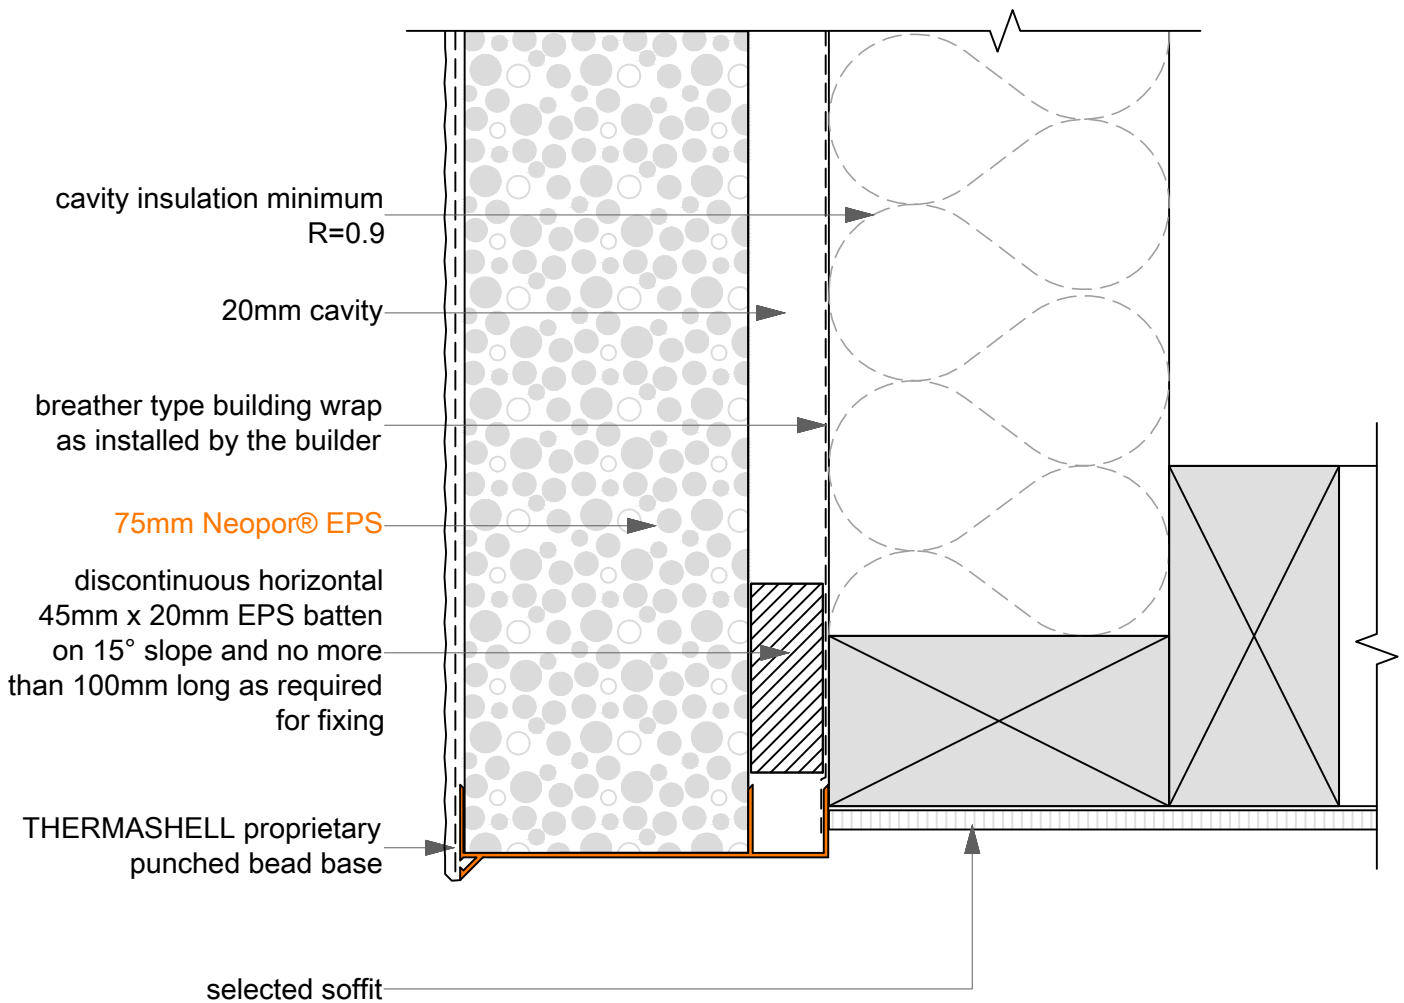 cavity insulation minimum
R=0.9
20mm cavity
breather type building wrap
as installed by the builder
75mm Neopor® EPS
discontinuous horizontal
45mm x 20mm EPS batten
on 15° slope and no more
than 100mm long as required
for fixing
THERMASHELL proprietary
punched bead base
selected soffit